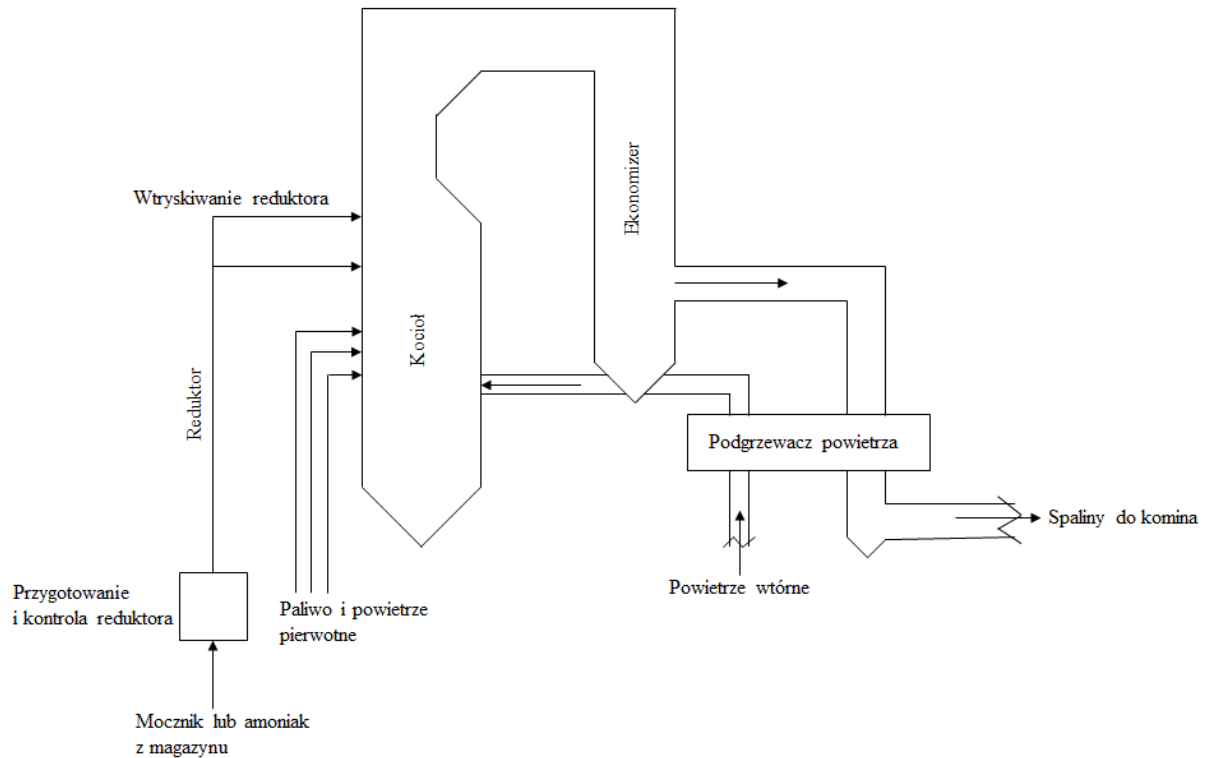 Wtryskiwanie reduktora
Ekonomizer
Kocioł
Reduktor
Podgrzewacz powietrza
Spaliny do komina
Powietrze wtórne
Przygotowanie
i kontrola reduktora
Paliwo i powietrze
pierwotne
Mocznik lub amoniak
z magazynu